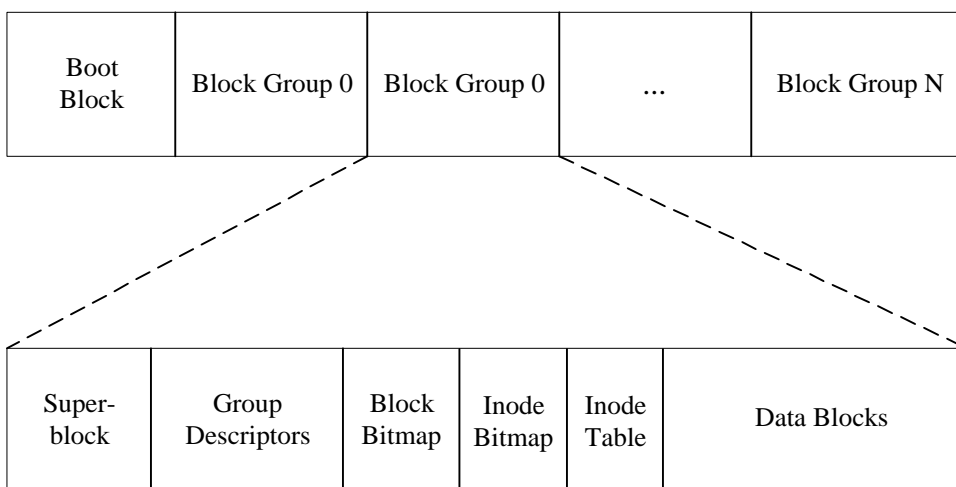 Boot
Block
Block Group 0
Block Group 0
...
Block Group N
Super-
block
Group
Descriptors
Block
Bitmap
Inode
Bitmap
Inode
Table
Data Blocks